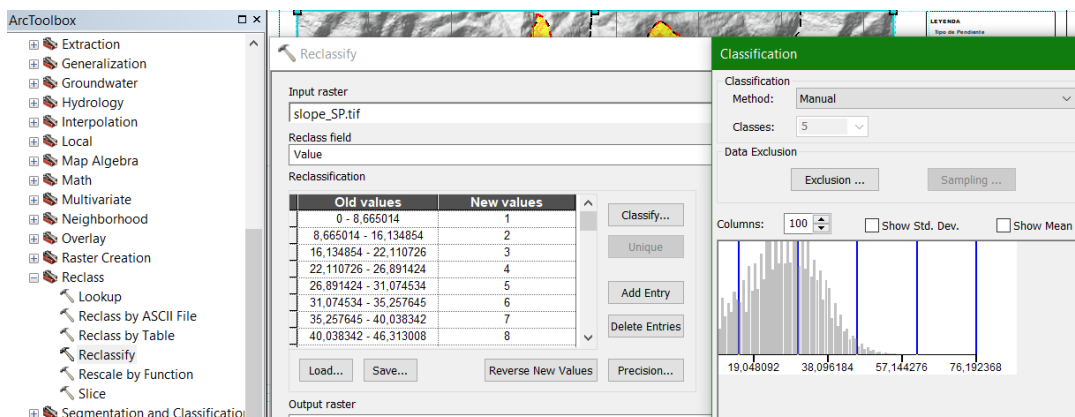 ArcToolbox
Extraction
Generalization
Groundwater
Hydrology
Interpolation
Local
Map Algebra
Math
Multivariate
Neighborhood
Overlay
Raster Creation
Reclass
Lookup
Reclass by ASCII File
Reclass by Table
Reclassify
Rescale by Function
Slice
Segmentation and Classificatio
LEYENDA
Tipo de Pendiente
Reclassify
Input raster
slope_SP.tif
Reclass field
Value
Reclassification
Old values New values
0 - 8,665014 1
8,665014 - 16,134854 2
16,134854 - 22,110726 3
22,110726 - 26,891424 4
26,891424 - 31,074534 5
31,074534 - 35,257645 6
35,257645 - 40,038342 7
40,038342 - 46,313008 8
Classify...
Unique
Add Entry
Delete Entries
Load... Save... Reverse New Values Precision...
Output raster
Classification
Classification
Method: Manual
Classes: 5
Data Exclusion
Exclusion ... Sampling ...
Columns: 100 Show Std. Dev. Show Mean
19,048092 38,096184 57,144276 76,192368